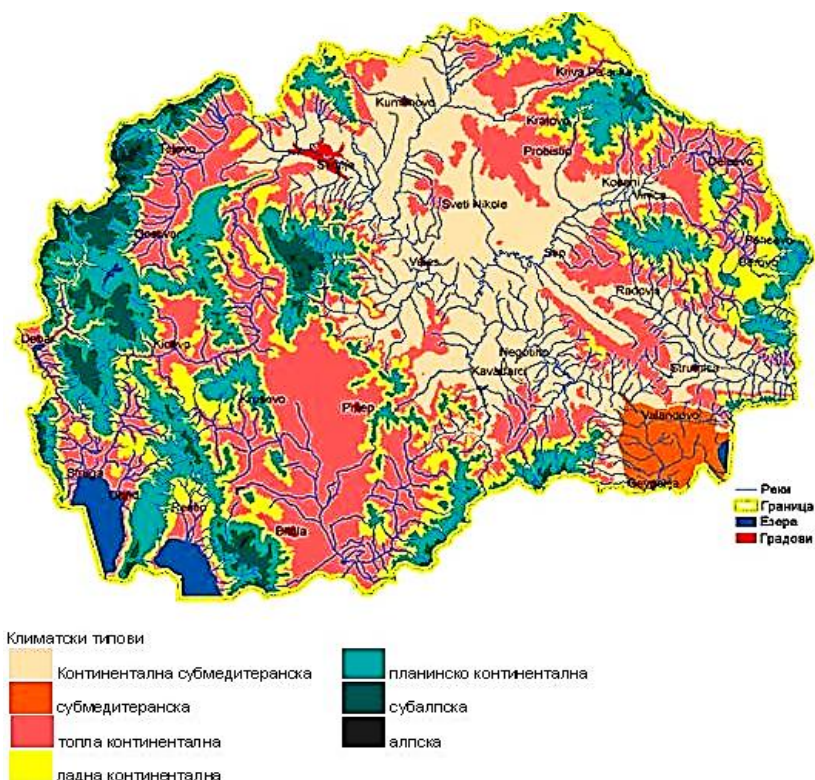 Kriva Palanka
Kumanovo
Kratovo
Tetovo
Probistip
Skopje
Delcevo
Kocani
Vinica
Sveti Nikole
Gostivar
Pehcevo
Stip
Berovo
Veles
Radovis
Debar
Negotino
Kicevo
Strumica
Kavadarci
Krusevo
Prilep
Valandovo
Struga
Gevgelija
Ohrid
Resen
Реки
Bitola
Граница
Езера
Градови
Климатски типови
Континентална субмедитеранска
планинско континентална
субмедитеранска
субалпска
топла континентална
алпска
ладна континентална